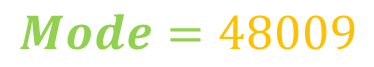 Mode = 48009